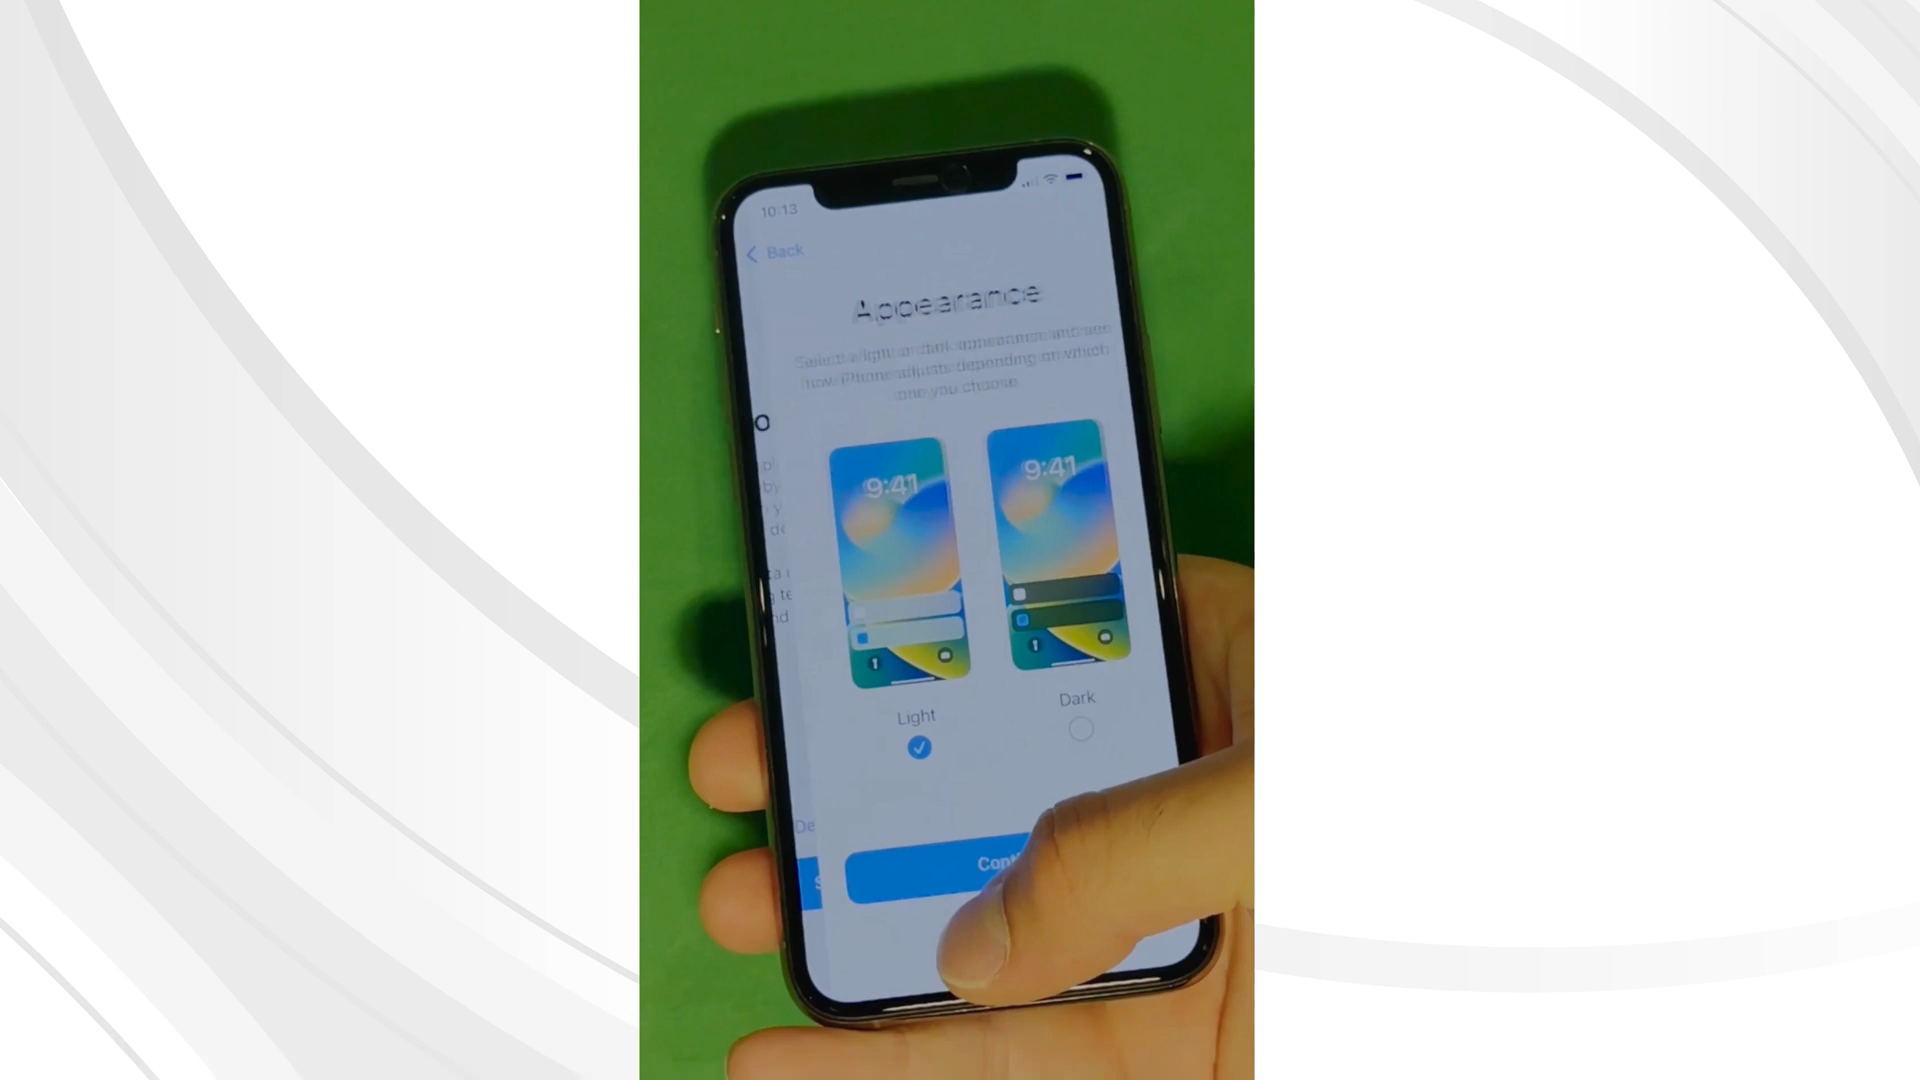 10:13
Back
Appearance
Select a light or dark appearance and see
how iPhone adjusts depending on which
one you choose.
9:41
9:41
Light
Dark